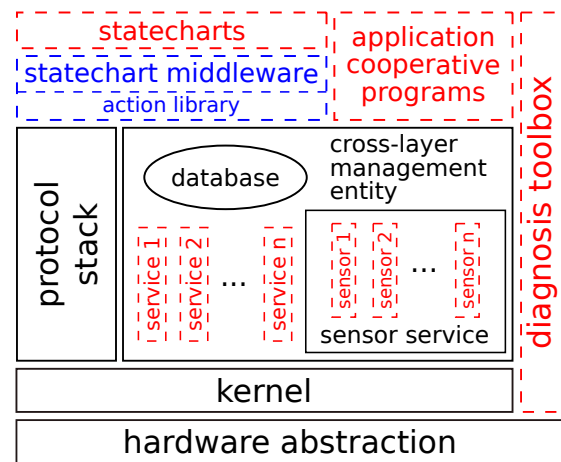 statecharts
statechart middleware
action library
application
cooperative
programs
diagnosis toolbox
protocol
stack
database
cross-layer
management
entity
service 1
service 2
...
service n
sensor 1
sensor 2
...
sensor n
sensor service
kernel
hardware abstraction